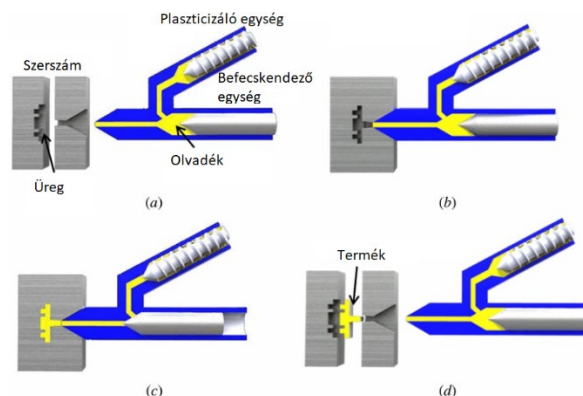 Plaszticizáló egység
Szerszám
Befecskendező
egység
Olvadék
Üreg
(a)
(b)
Termék
(c)
(d)